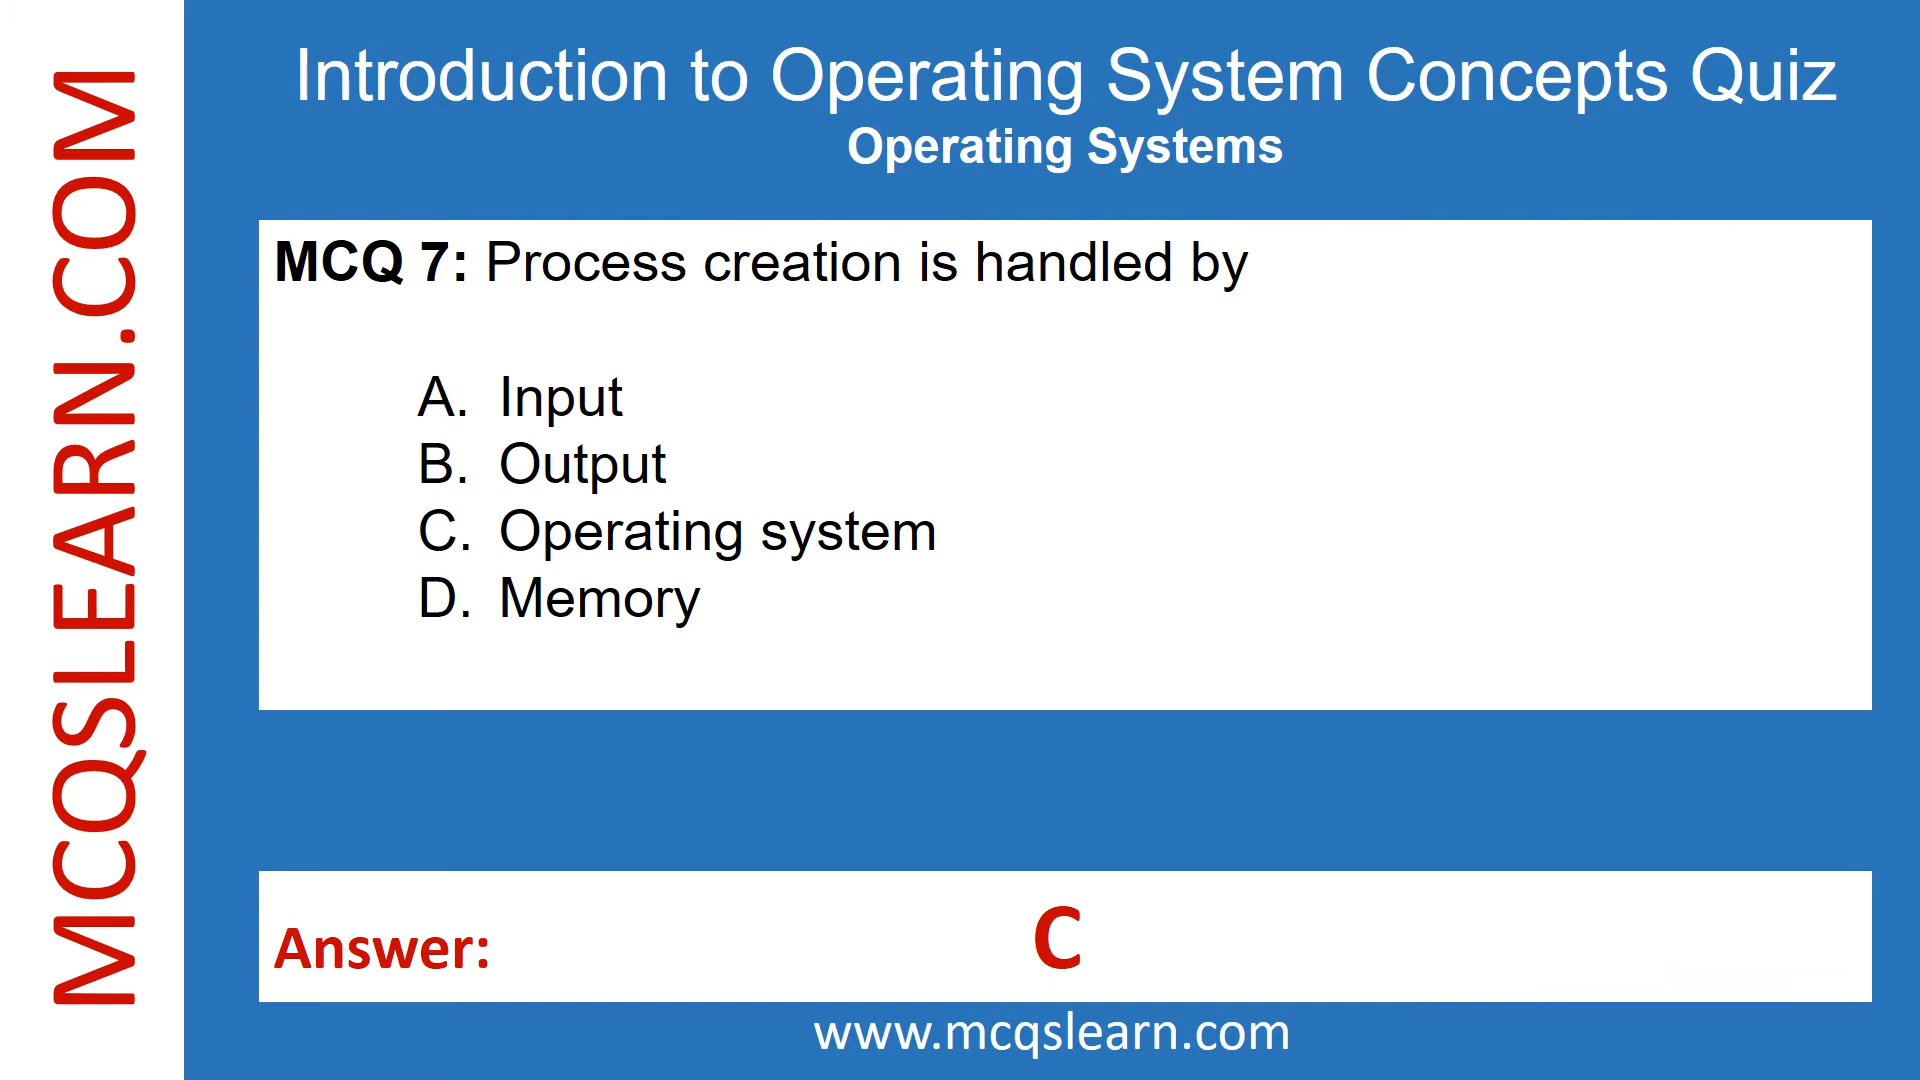 MCQSLEARN.COM
Introduction to Operating System Concepts Quiz
Operating Systems
MCQ 7: Process creation is handled by
A. Input
B. Output
C. Operating system
D. Memory
Answer: C
www.mcqslearn.com